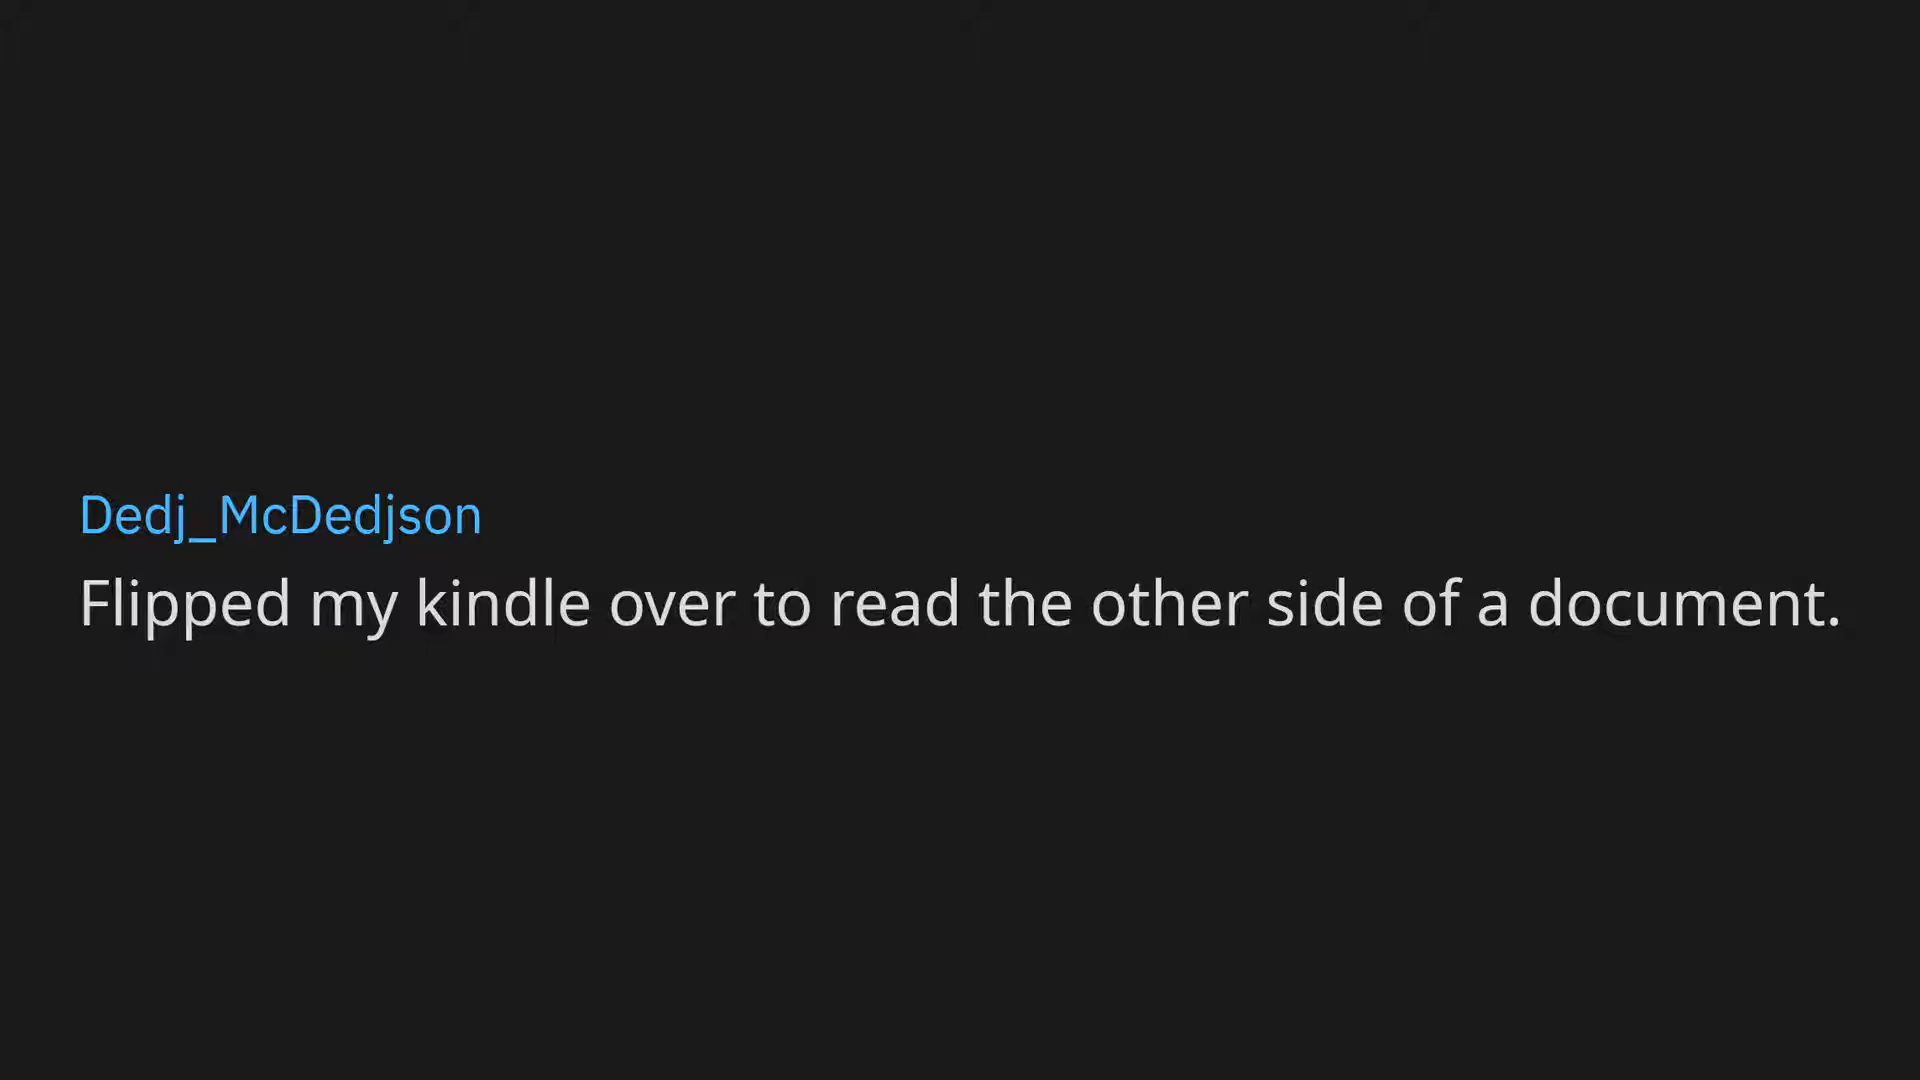 Dedj_McDedjson
Flipped my kindle over to read the other side of a document.